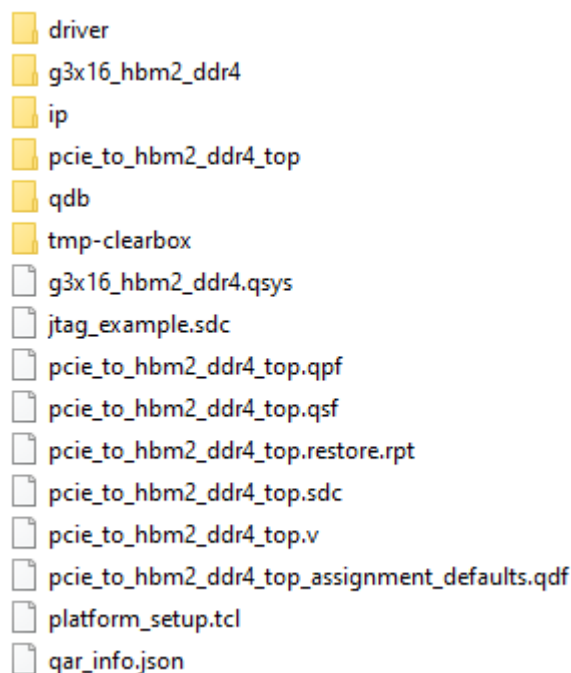 driver
g3x16_hbm2_ddr4
ip
pcie_to_hbm2_ddr4_top
qdb
tmp-clearbox
g3x16_hbm2_ddr4.qsys
jtag_example.sdc
pcie_to_hbm2_ddr4_top.qpf
pcie_to_hbm2_ddr4_top.qsf
pcie_to_hbm2_ddr4_top.restore.rpt
pcie_to_hbm2_ddr4_top.sdc
pcie_to_hbm2_ddr4_top.v
pcie_to_hbm2_ddr4_top_assignment_defaults.qdf
platform_setup.tcl
qar_info.json